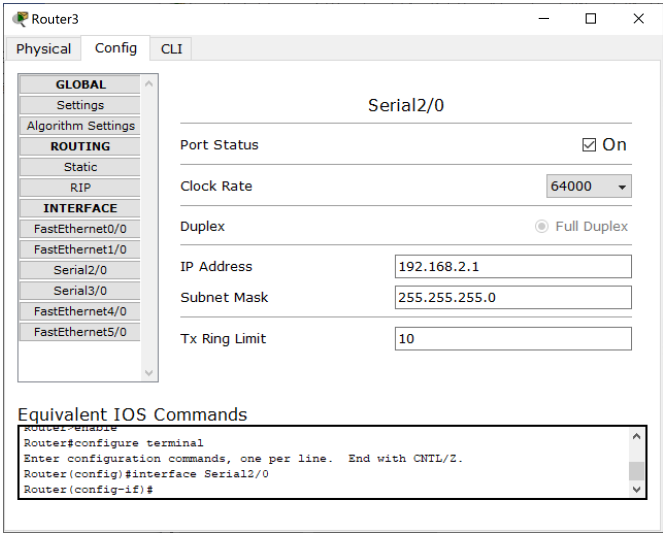 Router3
Physical Config CLI
GLOBAL
Settings
Algorithm Settings
ROUTING
Static
RIP
INTERFACE
FastEthernet0/0
FastEthernet1/0
Serial2/0
Serial3/0
FastEthernet4/0
FastEthernet5/0
Serial2/0
Port Status On
Clock Rate 64000
Duplex Full Duplex
IP Address 192.168.2.1
Subnet Mask 255.255.255.0
Tx Ring Limit 10
Equivalent IOS Commands
Router>enable
Router#configure terminal
Enter configuration commands, one per line. End with CNTL/Z.
Router(config)#interface Serial2/0
Router(config-if)#